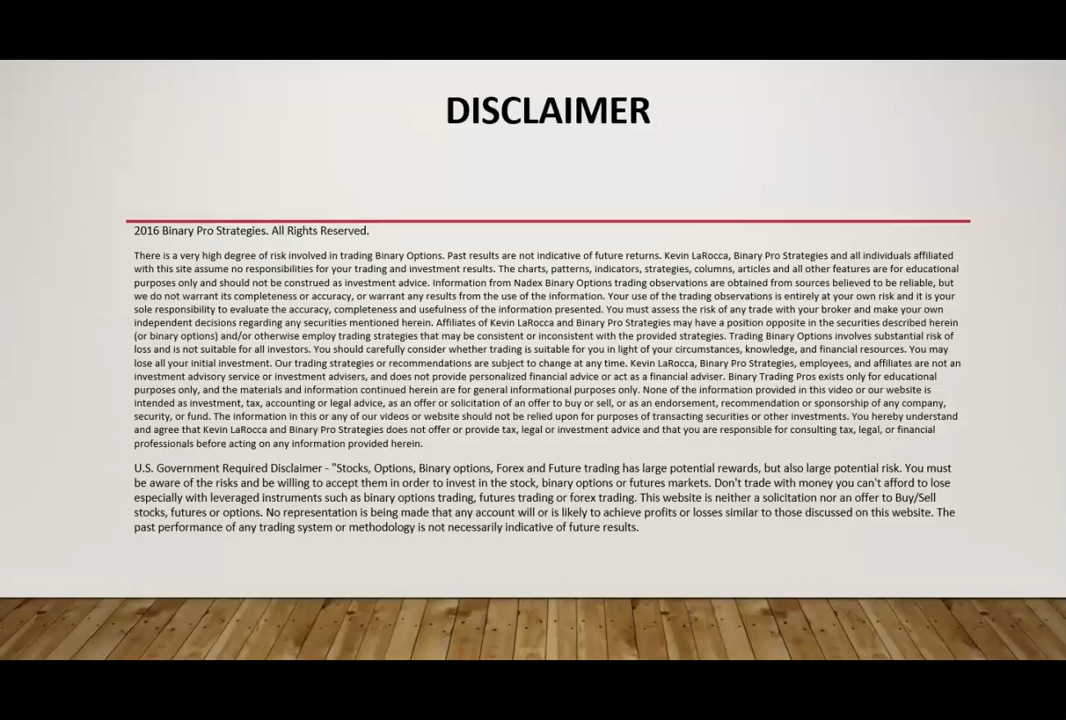 DISCLAIMER
2016 Binary Pro Strategies. All Rights Reserved.
There is a very high degree of risk involved in trading Binary Options. Past results are not indicative of future returns. Kevin LaRocca, Binary Pro Strategies and all individuals affiliated
with this site assume no responsibilities for your trading and investment results. The charts, patterns, indicators, strategies, columns, articles and all other features are for educational
purposes only and should not be construed as investment advice. Information from Nadex Binary Options trading observations are obtained from sources believed to be reliable, but
we do not warrant its completeness or accuracy, or warrant any results from the use of the information. Your use of the trading observations is entirely at your own risk and it is your
sole responsibility to evaluate the accuracy, completeness and usefulness of the information presented. You must assess the risk of any trade with your broker and make your own
independent decisions regarding any securities mentioned herein. Affiliates of Kevin LaRocca and Binary Pro Strategies may have a position opposite in the securities described herein
(or binary options) and/or otherwise employ trading strategies that may be consistent or inconsistent with the provided strategies. Trading Binary Options involves substantial risk of
loss and is not suitable for all investors. You should carefully consider whether trading is suitable for you in light of your circumstances, knowledge, and financial resources. You may
lose all your initial investment. Our trading strategies or recommendations are subject to change at any time. Kevin LaRocca, Binary Pro Strategies, employees, and affiliates are not an
investment advisory service or investment advisers, and does not provide personalized financial advice or act as a financial adviser. Binary Trading Pros exists only for educational
purposes only, and the materials and information continued herein are for general informational purposes only. None of the information provided in this video or our website is
intended as investment, tax, accounting or legal advice, as an offer or solicitation of an offer to buy or sell, or as an endorsement, recommendation or sponsorship of any company,
security, or fund. The information in this or any of our videos or website should not be relied upon for purposes of transacting securities or other investments. You hereby understand
and agree that Kevin LaRocca and Binary Pro Strategies does not offer or provide tax, legal or investment advice and that you are responsible for consulting tax, legal, or financial
professionals before acting on any information provided herein.
U.S. Government Required Disclaimer - "Stocks, Options, Binary options, Forex and Future trading has large potential rewards, but also large potential risk. You must
be aware of the risks and be willing to accept them in order to invest in the stock, binary options or futures markets. Don't trade with money you can't afford to lose
especially with leveraged instruments such as binary options trading, futures trading or forex trading. This website is neither a solicitation nor an offer to Buy/Sell
stocks, futures or options. No representation is being made that any account will or is likely to achieve profits or losses similar to those discussed on this website. The
past performance of any trading system or methodology is not necessarily indicative of future results.